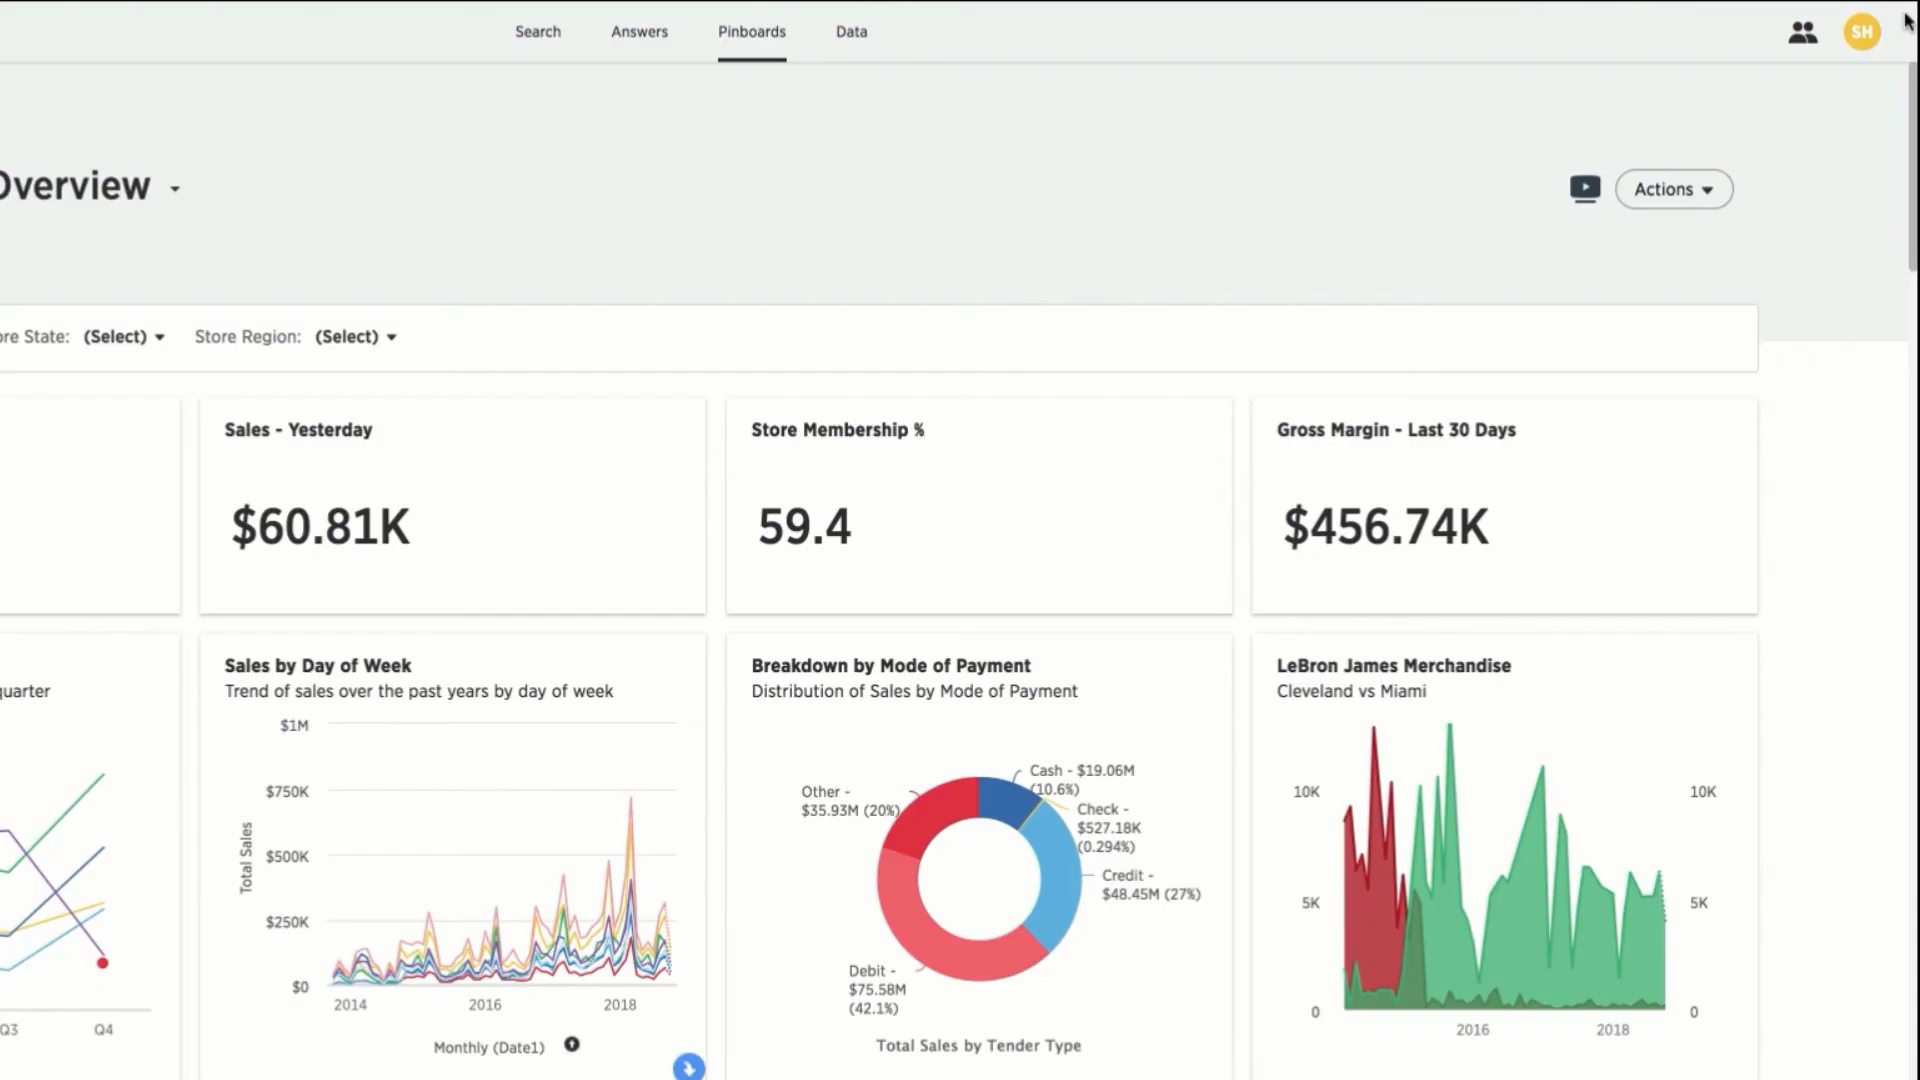 Search Answers Pinboards Data SH
Overview
Actions
ore State: (Select) Store Region: (Select)
Sales - Yesterday
$60.81K
Store Membership %
59.4
Gross Margin - Last 30 Days
$456.74K
quarter
Q3 Q4
Sales by Day of Week
Trend of sales over the past years by day of week
$1M
$750K
$500K
$250K
$0
Total Sales
2014 2016 2018
Monthly (Date1)
Breakdown by Mode of Payment
Distribution of Sales by Mode of Payment
Cash - $19.06M
(10.6%)
Other -
$35.93M (20%)
Check -
$527.18K
(0.294%)
Credit -
$48.45M (27%)
Debit -
$75.58M
(42.1%)
Total Sales by Tender Type
LeBron James Merchandise
Cleveland vs Miami
10K 10K
5K 5K
0 0
2016 2018